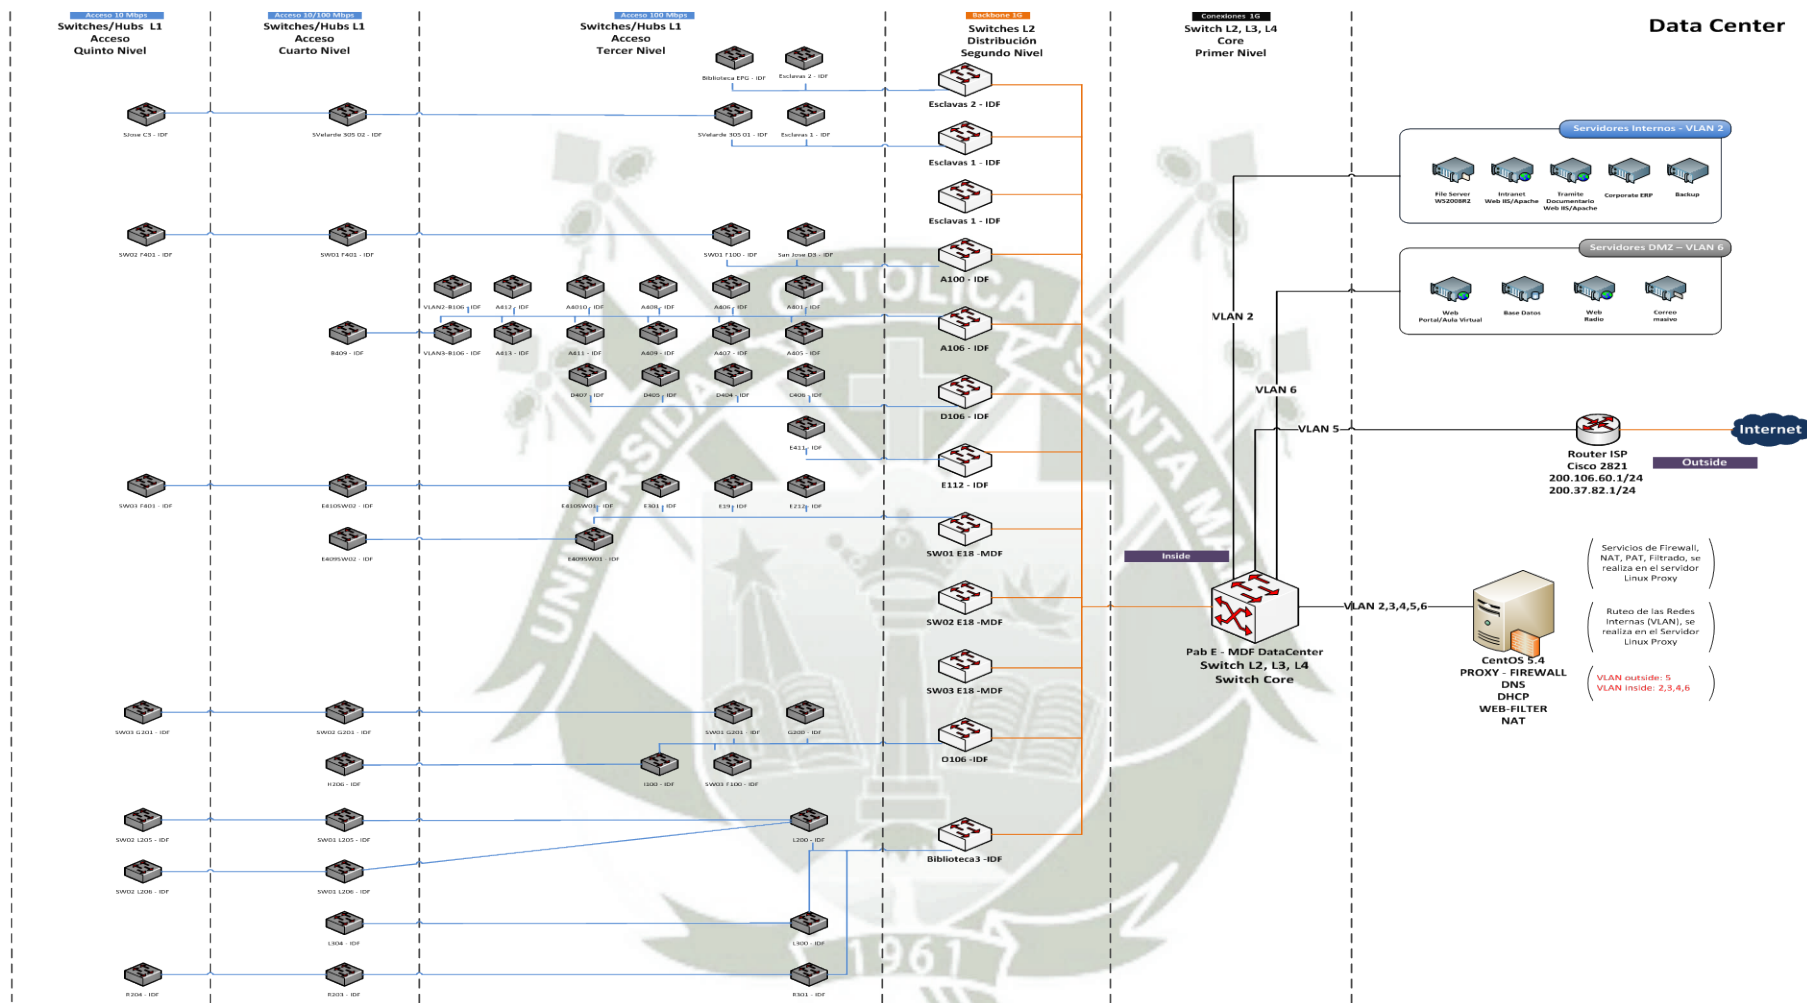 Acceso 10 Mbps
Switches/Hubs L1
Acceso
Quinto Nivel
Acceso 10/100 Mbps
Switches/Hubs L1
Acceso
Cuarto Nivel
Acceso 100 Mbps
Switches/Hubs L1
Acceso
Tercer Nivel
Backbone 1G
Switches L2
Distribución
Segundo Nivel
Conexiones 1G
Switch L2, L3, L4
Core
Primer Nivel
Data Center
Biblioteca EPG - IDF
Esclavas 2 - IDF
Esclavas 2 - IDF
SJose C3 - IDF
SVelarde 305 02 - IDF
SVelarde 305 01 - IDF
Esclavas 1 - IDF
Esclavas 1 - IDF
Esclavas 1 - IDF
SW02 F401 - IDF
SW01 F401 - IDF
SW01 F100 - IDF
San Jose D3 - IDF
A100 - IDF
VLAN2-B106 - IDF
A412 - IDF
A4010 - IDF
A408 - IDF
A406 - IDF
A401 - IDF
A106 - IDF
B409 - IDF
VLAN3-B106 - IDF
A413 - IDF
A411 - IDF
A409 - IDF
A407 - IDF
A405 - IDF
D407 - IDF
D405 - IDF
D404 - IDF
C406 - IDF
D106 - IDF
E411 - IDF
E112 - IDF
SW03 F401 - IDF
E410SW02 - IDF
E410SW01 - IDF
E301 - IDF
E19 - IDF
E212 - IDF
E409SW02 - IDF
E409SW01 - IDF
SW01 E18 -MDF
SW02 E18 -MDF
SW03 E18 -MDF
SW03 G201 - IDF
SW02 G201 - IDF
SW01 G201 - IDF
G200 - IDF
O106 -IDF
H206 - IDF
I100 - IDF
SW03 F100 - IDF
SW02 L205 - IDF
SW01 L205 - IDF
L200 - IDF
Biblioteca3 -IDF
SW02 L206 - IDF
SW01 L206 - IDF
L304 - IDF
L300 - IDF
R204 - IDF
R203 - IDF
R301 - IDF
Servidores Internos - VLAN 2
File Server
WS2008R2
Intranet
Web IIS/Apache
Tramite
Documentario
Web IIS/Apache
Corporate ERP
Backup
Servidores DMZ – VLAN 6
Web
Portal/Aula Virtual
Base Datos
Web
Radio
Correo
masivo
VLAN 2
VLAN 6
VLAN 5
Internet
Router ISP
Cisco 2821
200.106.60.1/24
200.37.82.1/24
Outside
Inside
VLAN 2,3,4,5,6
Pab E - MDF DataCenter
Switch L2, L3, L4
Switch Core
CentOS 5.4
PROXY - FIREWALL
DNS
DHCP
WEB-FILTER
NAT
Servicios de Firewall,
NAT, PAT, Filtrado, se
realiza en el servidor
Linux Proxy
Ruteo de las Redes
Internas (VLAN), se
realiza en el Servidor
Linux Proxy
VLAN outside: 5
VLAN inside: 2,3,4,6
UNIVERSIDAD CATOLICA SANTA MA
1961